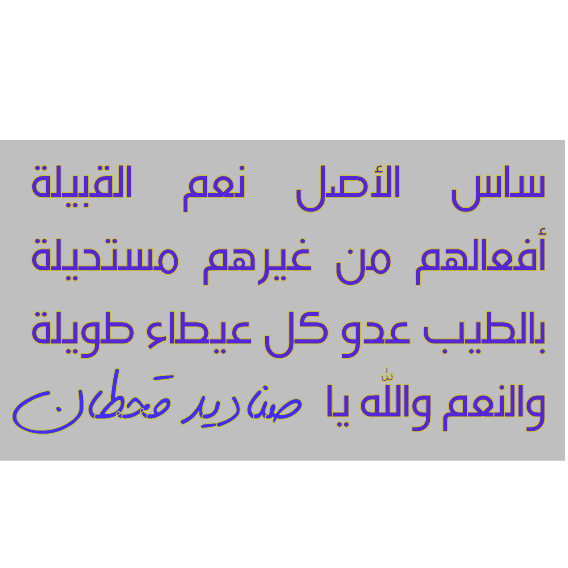 ساس الأصل نعم القبيلة
أفعالهم من غيرهم مستحيلة
بالطيب عدو كل عيطاء طويلة
والنعم والله يا صناديد قحطان